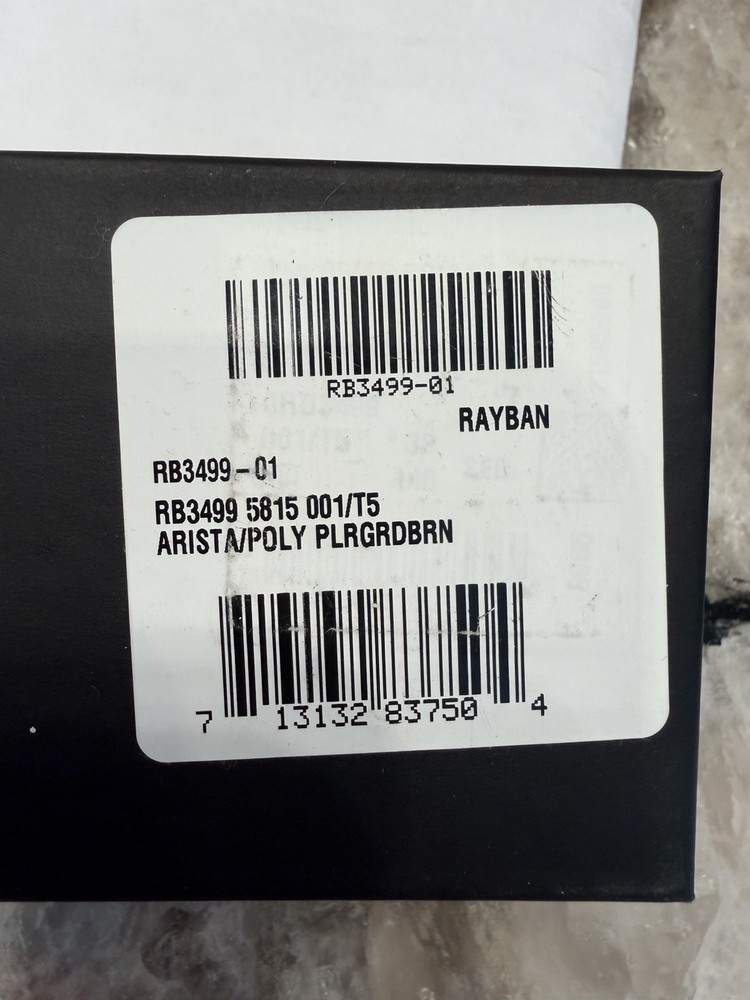 RB3499-01
RAYBAN
RB3499-01
RB3499 5815 001/T5
ARISTA/POLY PLRGRDBRN
7 13132 83750 4